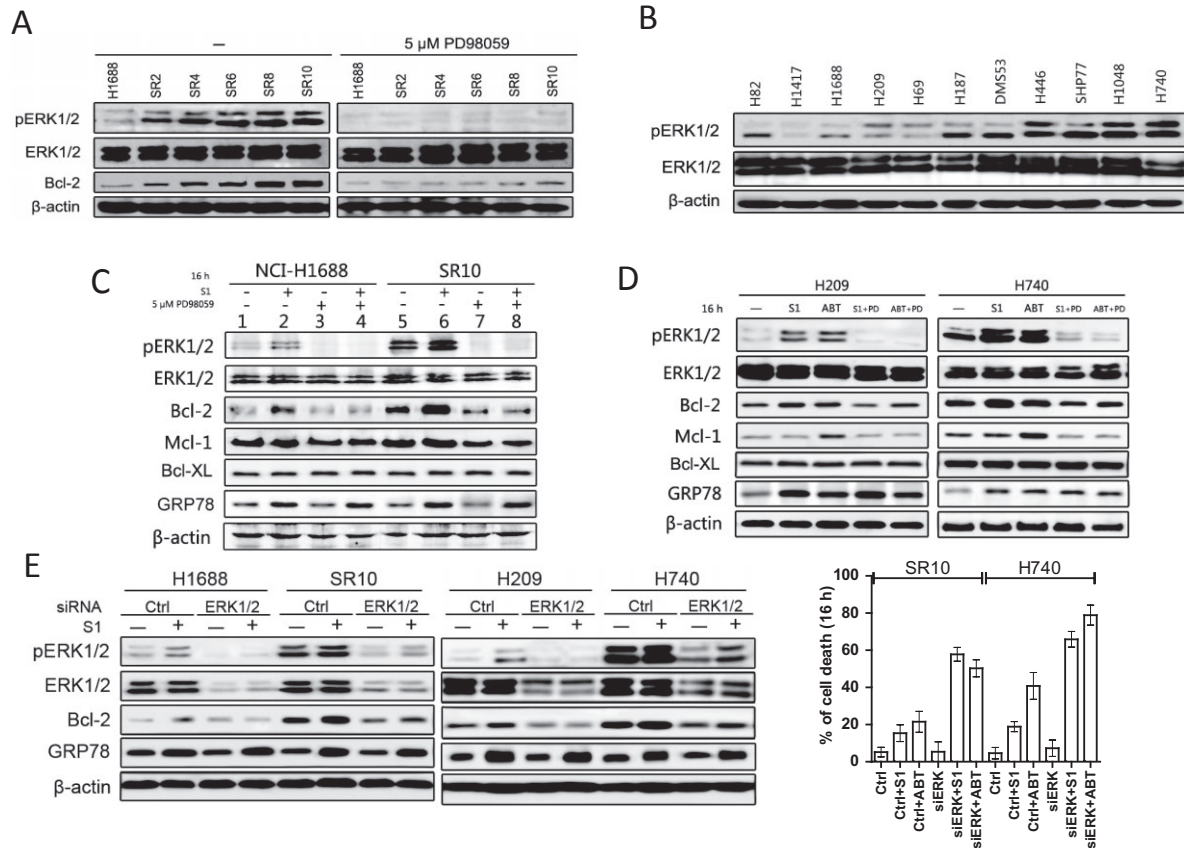 A
– 5 µM PD98059
H1688 SR2 SR4 SR6 SR8 SR10 H1688 SR2 SR4 SR6 SR8 SR10
pERK1/2
ERK1/2
Bcl-2
β-actin
B
H82 H1417 H1688 H209 H69 H187 DMS53 H446 SHP77 H1048 H740
pERK1/2
ERK1/2
β-actin
C
NCI-H1688 SR10
16 h
S1 - + - + - + - +
5 µM PD98059 - - + + - - + +
1 2 3 4 5 6 7 8
pERK1/2
ERK1/2
Bcl-2
Mcl-1
Bcl-XL
GRP78
β-actin
D
H209 H740
16 h — S1 ABT S1+PD ABT+PD — S1 ABT S1+PD ABT+PD
pERK1/2
ERK1/2
Bcl-2
Mcl-1
Bcl-XL
GRP78
β-actin
E
H1688 SR10 H209 H740
siRNA Ctrl ERK1/2 Ctrl ERK1/2 Ctrl ERK1/2 Ctrl ERK1/2
S1 — + — + — + — + — + — + — + — +
pERK1/2
ERK1/2
Bcl-2
GRP78
β-actin
SR10 H740
% of cell death (16 h)
100
80
60
40
20
0
Ctrl Ctrl+S1 Ctrl+ABT siERK siERK+S1 siERK+ABT Ctrl Ctrl+S1 Ctrl+ABT siERK siERK+S1 siERK+ABT